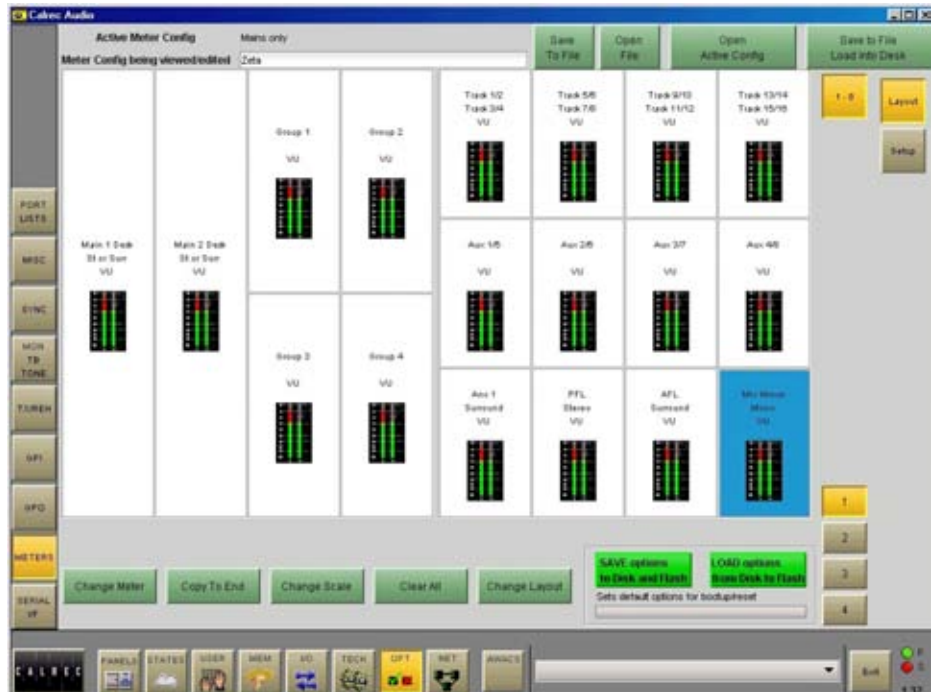 Calrec Audio
Active Meter Config Mains only
Meter Config being viewed/edited Zeta
Save To File
Open File
Open Active Config
Save to File
Load into Desk
Main 1 Desk
St or Surr
VU
Main 2 Desk
St or Surr
VU
Group 1
VU
Group 2
VU
Group 3
VU
Group 4
VU
Track 1/2
Track 3/4
VU
Track 5/6
Track 7/8
VU
Track 9/10
Track 11/12
VU
Track 13/14
Track 15/16
VU
Aux 1/5
VU
Aux 2/6
VU
Aux 3/7
VU
Aux 4/8
VU
Anc 1
Surround
VU
PFL
Stereo
VU
AFL
Surround
VU
Mono
VU
1 - 8
Layout
Setup
PORT
LISTS
MISC
SYNC
MON
TB
TONE
TX/REH
GPI
GPO
METERS
SERIAL
I/F
1
2
3
4
Change Meter
Copy To End
Change Scale
Clear All
Change Layout
SAVE options
to Disk and Flash
LOAD options
from Disk to Flash
Sets default options for bootup/reset
CALREC
PANELS
STATES
USER
MEM
I/O
TECH
OPT
NET
AWACS
Exit
P
S